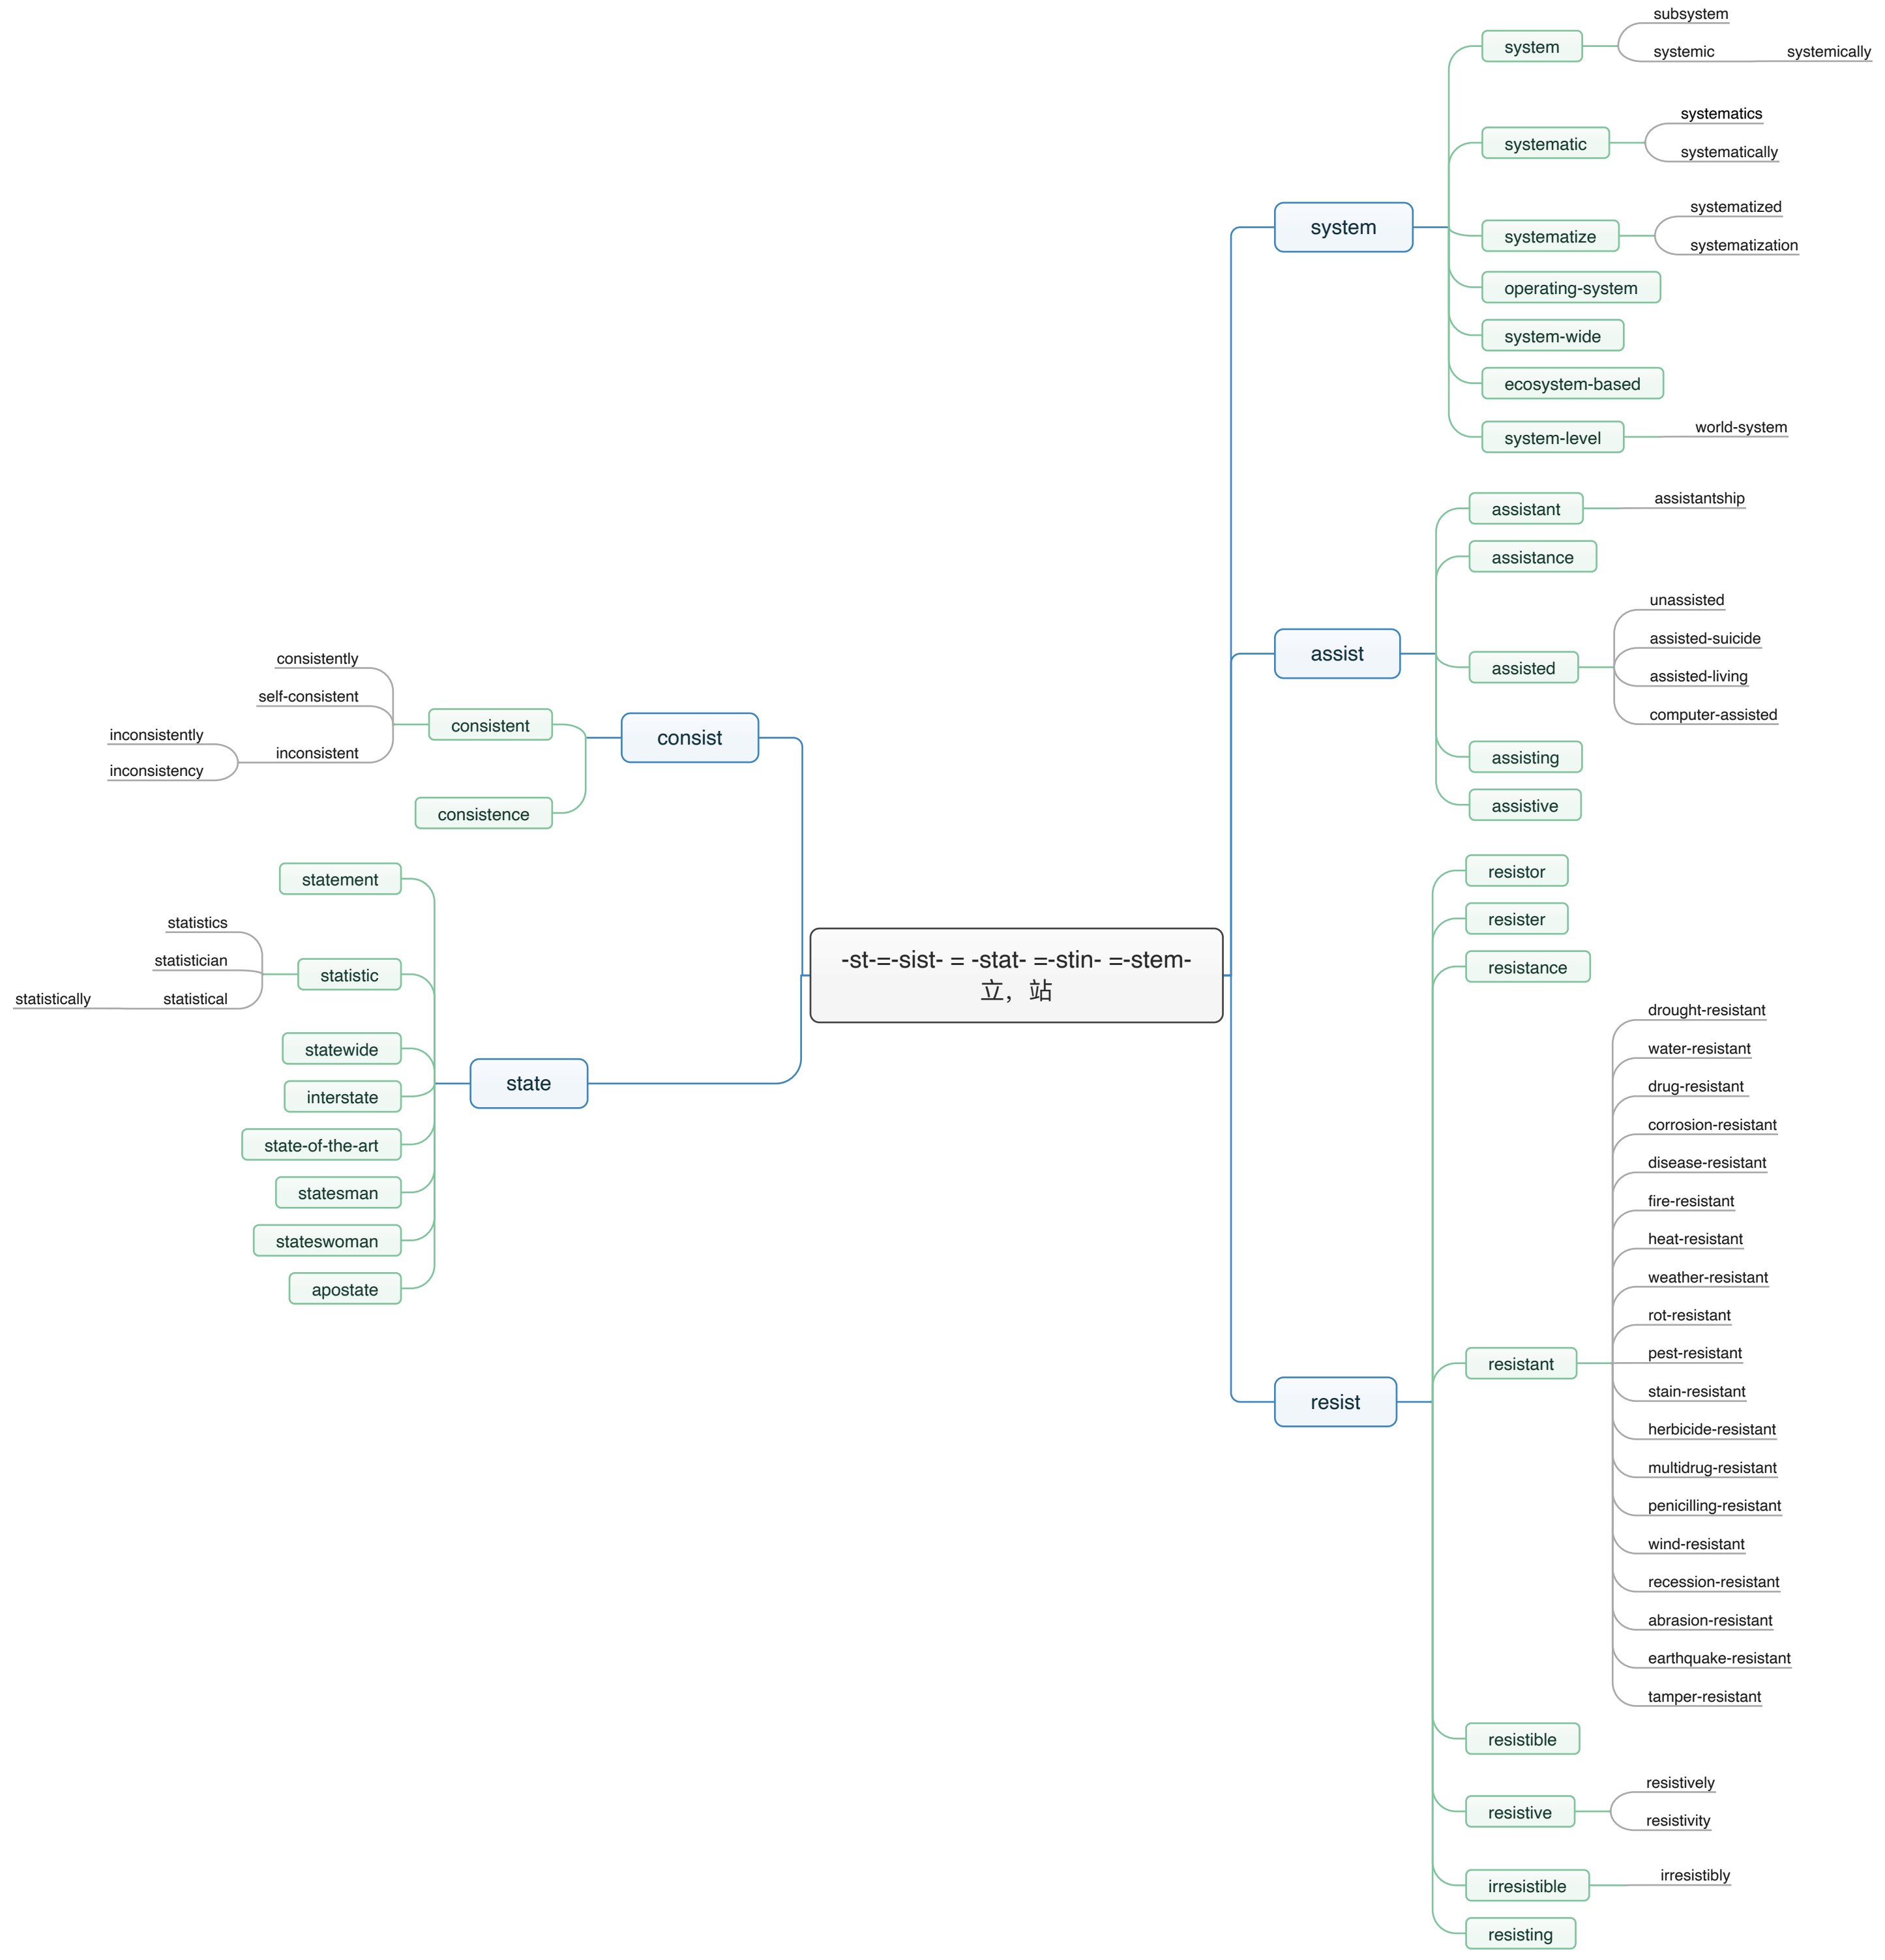 -st-=-sist- = -stat- =-stin- =-stem-
立，站
system
system
subsystem
systemic
systemically
systematic
systematics
systematically
systematize
systematized
systematization
operating-system
system-wide
ecosystem-based
system-level
world-system
assist
assistant
assistantship
assistance
assisted
unassisted
assisted-suicide
assisted-living
computer-assisted
assisting
assistive
resist
resistor
resister
resistance
resistant
drought-resistant
water-resistant
drug-resistant
corrosion-resistant
disease-resistant
fire-resistant
heat-resistant
weather-resistant
rot-resistant
pest-resistant
stain-resistant
herbicide-resistant
multidrug-resistant
penicilling-resistant
wind-resistant
recession-resistant
abrasion-resistant
earthquake-resistant
tamper-resistant
resistible
resistive
resistively
resistivity
irresistible
irresistibly
resisting
consist
consistent
consistently
self-consistent
inconsistent
inconsistently
inconsistency
consistence
state
statement
statistic
statistics
statistician
statistical
statistically
statewide
interstate
state-of-the-art
statesman
stateswoman
apostate